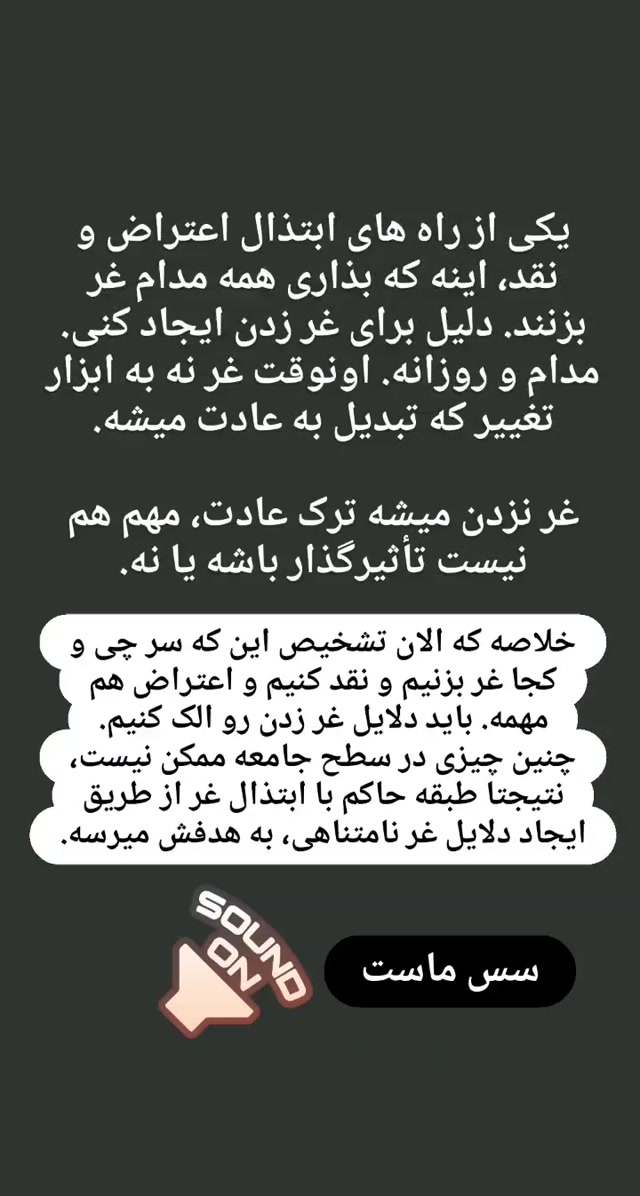 یکی از راه های ابتذال اعتراض و
نقد، اینه که بذاری همه مدام غر
بزنند. دلیل برای غر زدن ایجاد کنی.
مدام و روزانه. اونوقت غر نه به ابزار
تغییر که تبدیل به عادت میشه.
غر نزدن میشه ترک عادت، مهم هم
نیست تأثیرگذار باشه یا نه.
خلاصه که الان تشخیص این که سر چی و
کجا غر بزنیم و نقد کنیم و اعتراض هم
مهمه. باید دلایل غر زدن رو الک کنیم.
چنین چیزی در سطح جامعه ممکن نیست،
نتیجتا طبقه حاکم با ابتذال غر از طریق
ایجاد دلایل غر نامتناهی، به هدفش میرسه.
SOUND
ON
سس ماست